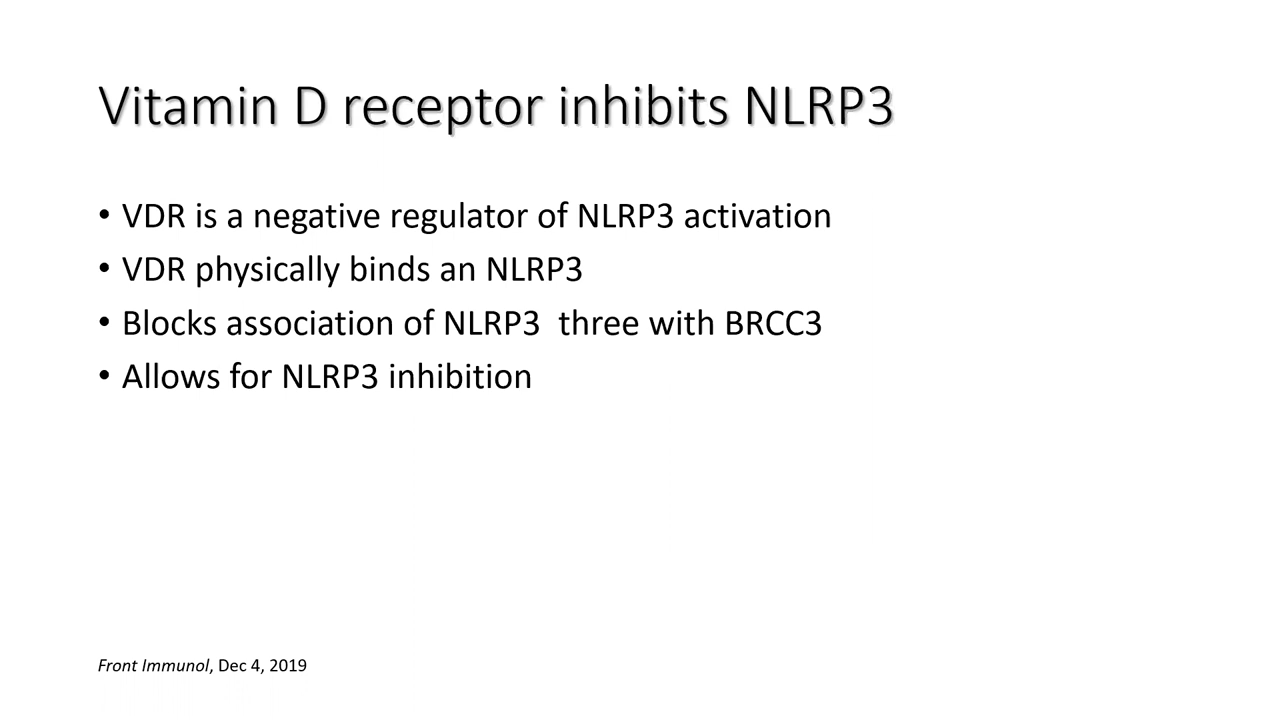 Vitamin D receptor inhibits NLRP3
• VDR is a negative regulator of NLRP3 activation
• VDR physically binds an NLRP3
• Blocks association of NLRP3  three with BRCC3
• Allows for NLRP3 inhibition
Front Immunol, Dec 4, 2019